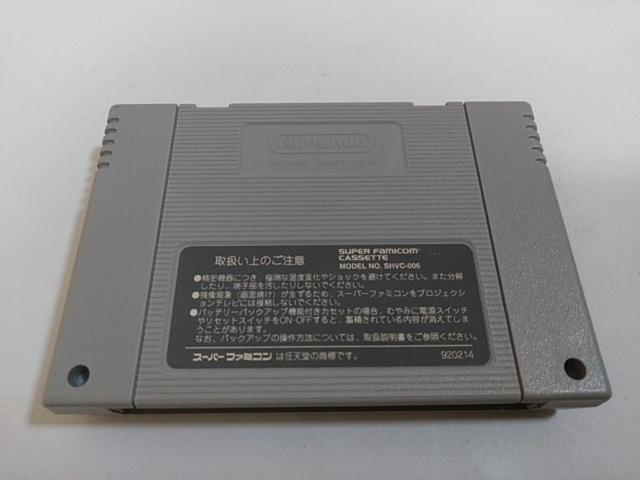 Nintendo
MADE IN JAPAN
取扱い上のご注意
SUPER FAMICOM
CASSETTE
MODEL NO. SHVC-006
●精密機器につき、極端な温度変化やショックを避けてください。また分解
したり、端子部を汚したりしないでください。
●残像現象（画面焼け）が生ずるため、スーパーファミコンをプロジェクシ
ョンテレビには接続しないでください。
●バッテリーバックアップ機能付きカセットの場合、むやみに電源スイッチ
やリセットスイッチをON-OFFすると、蓄積されている内容が消えてしま
うことがあります。
なお、バックアップの操作方法については、取扱説明書をご参照ください。
スーパーファミコンは任天堂の商標です。
920214